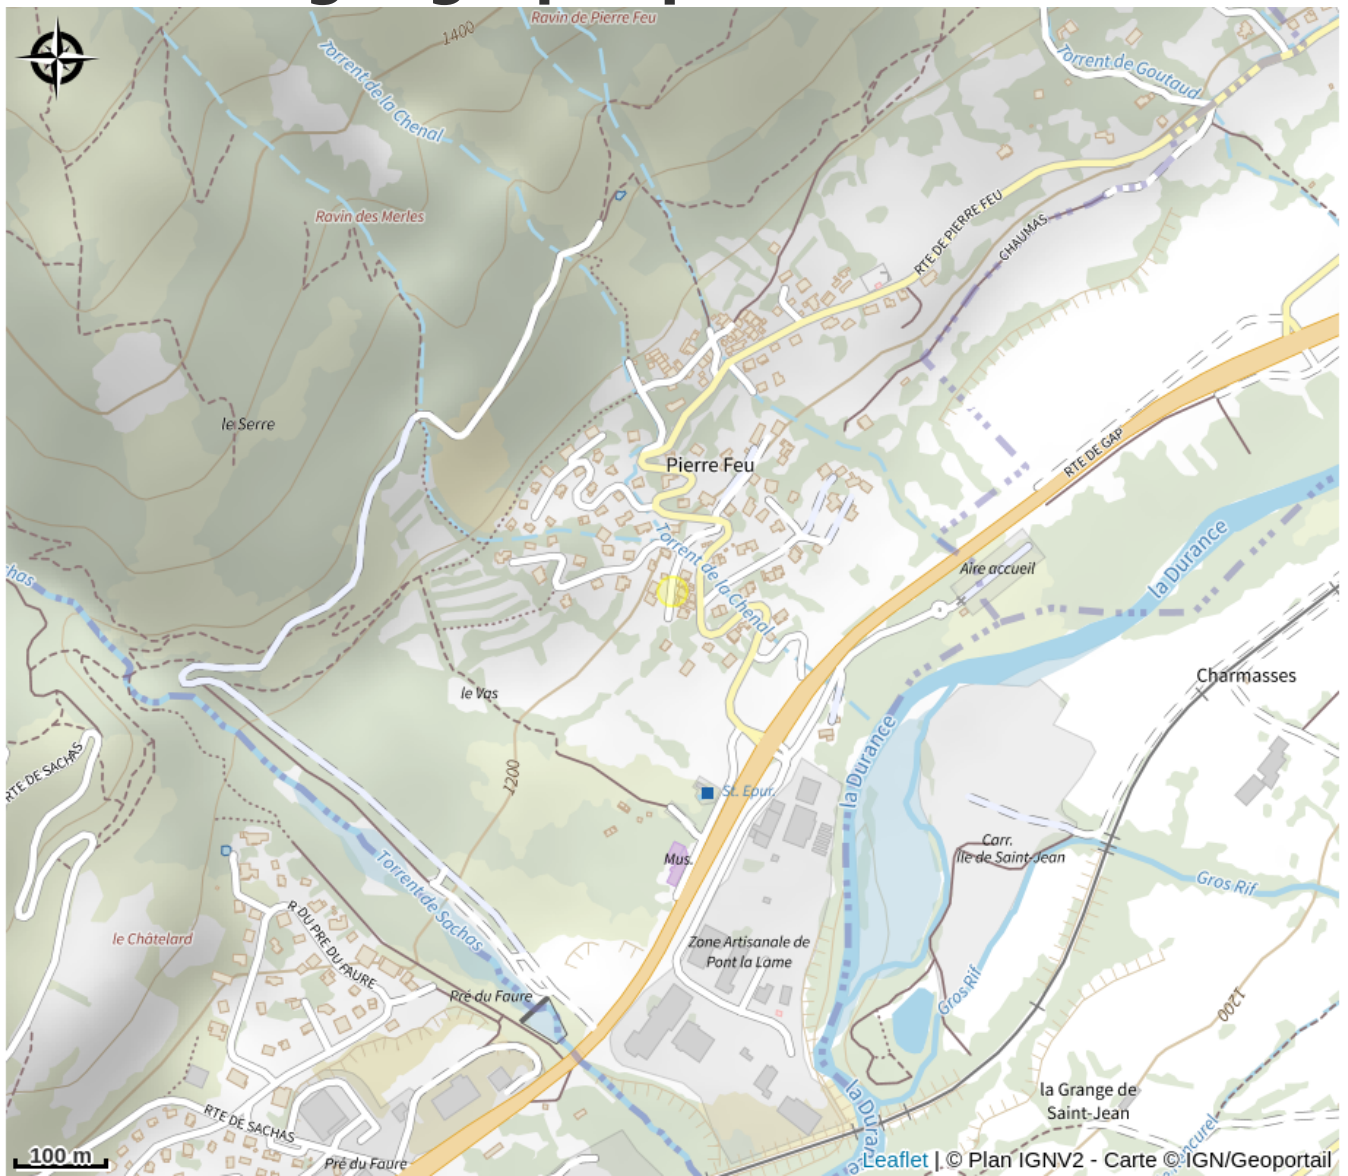 Ravin de Pierre Feu
1400
Torrent de la Chenal
Torrent de Goutaud
Ravin des Merles
RTE DE PIERRE FEU
CHAUMAS
le Serre
Pierre Feu
RTE DE GAP
Aire accueil
la Durance
Torrent de la Chenal
Charmasses
le Vas
la Durance
RTE DE SACHAS
1200
St. Epur.
Mus.
Carr.
Ile de Saint-Jean
Gros Rif
Torrent de Sachas
R DU PRE DU FAURE
le Châtelard
Zone Artisanale de
Pont la Lame
Pré du Faure
Gros Rif
1200
la Grange de
Saint-Jean
RTE DE SACHAS
Pré du Faure
100 m
Leaflet | © Plan IGNV2 - Carte © IGN/Geoportail